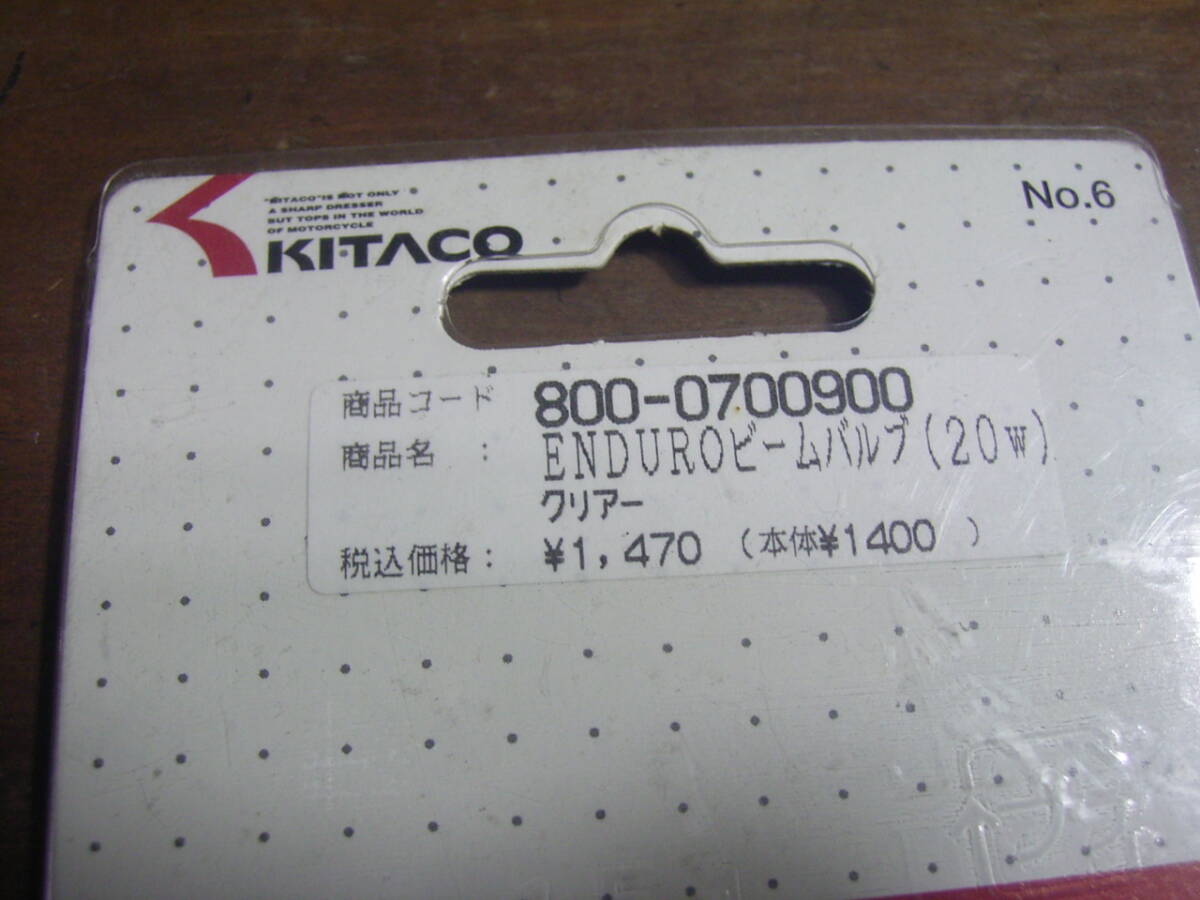 "KITACO" IS NOT ONLY
A SHARP DRESSER
BUT TOPS IN THE WORLD
OF MOTORCYCLE
KITACO
No.6
商品コード 800-0700900
商品名 : ENDUROビームバルブ(20w)
クリアー
税込価格: ¥1,470 (本体¥1400 )